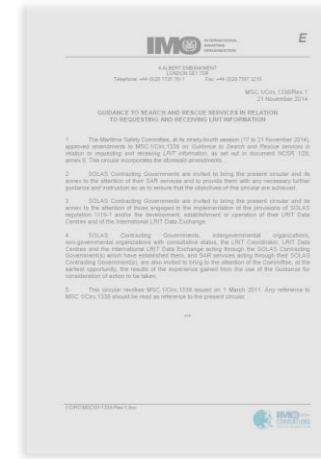 E
IMO
INTERNATIONAL
MARITIME
ORGANIZATION
4 ALBERT EMBANKMENT
LONDON SE1 7SR
Telephone: +44 (0)20 7735 7611 Fax: +44 (0)20 7587 3210
MSC.1/Circ.1338/Rev.1
21 November 2014
GUIDANCE TO SEARCH AND RESCUE SERVICES IN RELATION
TO REQUESTING AND RECEIVING LRIT INFORMATION
1 The Maritime Safety Committee, at its ninety-fourth session (17 to 21 November 2014),
approved amendments to MSC.1/Circ.1338 on Guidance to Search and Rescue services in
relation to requesting and receiving LRIT information, as set out in document NCSR 1/28,
annex 6. This circular incorporates the aforesaid amendments.
2 SOLAS Contracting Governments are invited to bring the present circular and its
annex to the attention of their SAR services and to provide them with any necessary further
guidance and instruction so as to ensure that the objectives of this circular are achieved.
3 SOLAS Contracting Governments are invited to bring the present circular and its
annex to the attention of those engaged in the implementation of the provisions of SOLAS
regulation V/19-1 and/or the development, establishment or operation of their LRIT Data
Centres and of the International LRIT Data Exchange.
4 SOLAS Contracting Governments, intergovernmental organizations,
non-governmental organizations with consultative status, the LRIT Coordinator, LRIT Data
Centres and the International LRIT Data Exchange acting through the SOLAS Contracting
Government(s) which have established them, and SAR services acting through their SOLAS
Contracting Government(s), are also invited to bring to the attention of the Committee, at the
earliest opportunity, the results of the experience gained from the use of the Guidance for
consideration of action to be taken.
5 This circular revokes MSC.1/Circ.1338 issued on 1 March 2011. Any reference to
MSC.1/Circ.1338 should be read as reference to the present circular.
***
IMO
CONVENTIONS